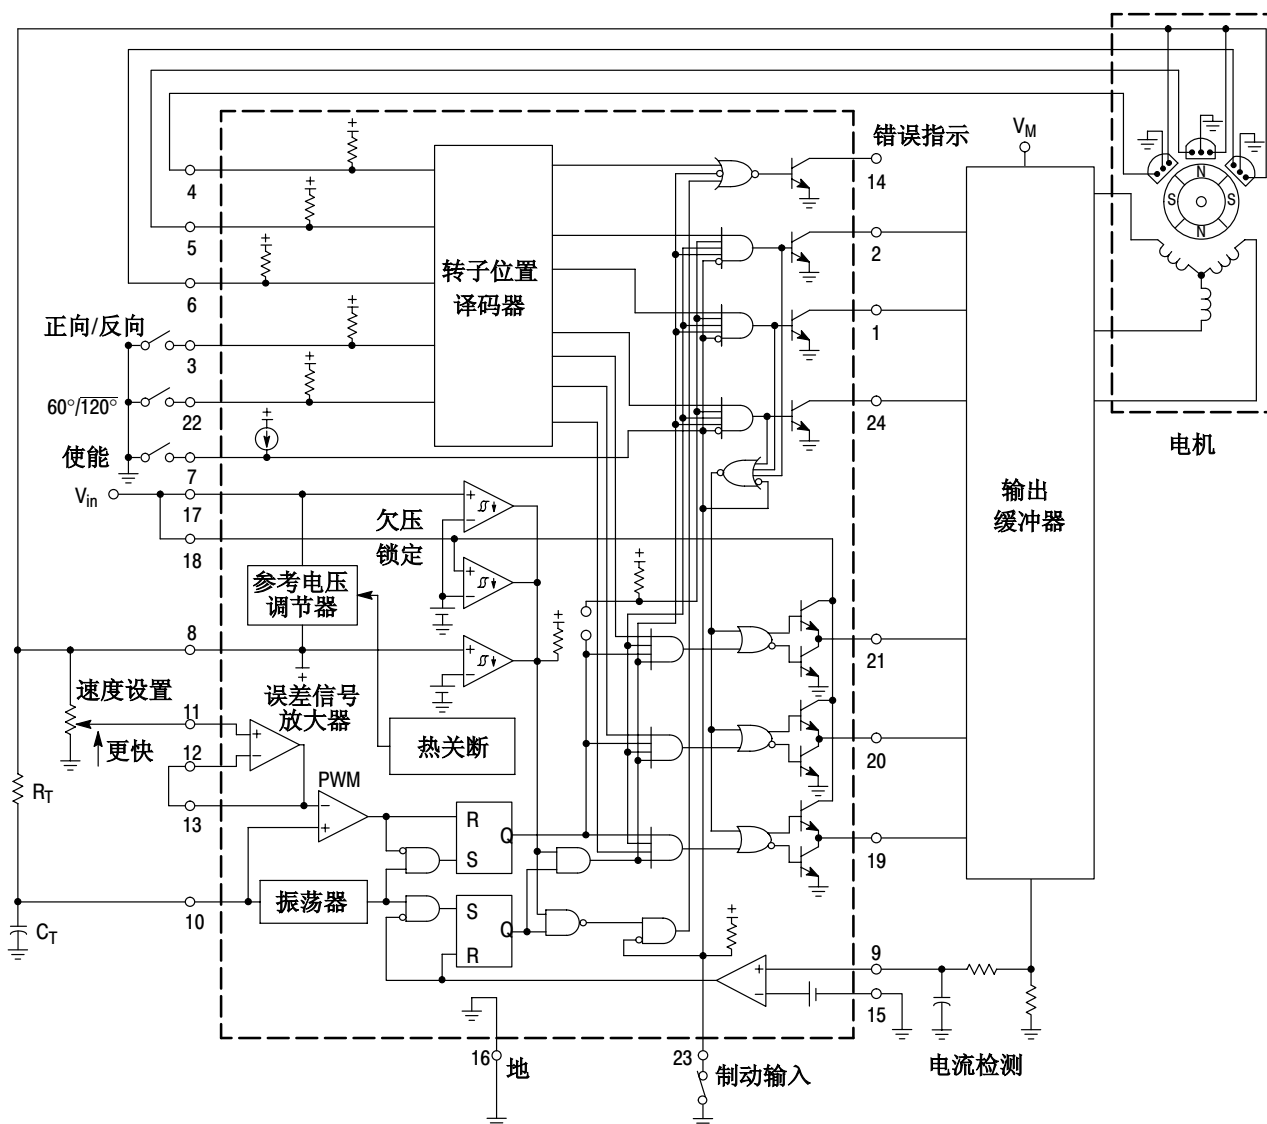 V_M
错误指示
14
4
5
6
转子位置
译码器
2
1
24
N
S
S
N
正向/反向
3
60°/120°
22
使能
7
电机
V_in
17
18
欠压
锁定
输出
缓冲器
参考电压
调节器
8
21
速度设置
误差信号
放大器
11
12
更快
热关断
20
R_T
PWM
13
R
Q
S
19
振荡器
10
S
Q
R
C_T
9
15
16
地
23
制动输入
电流检测